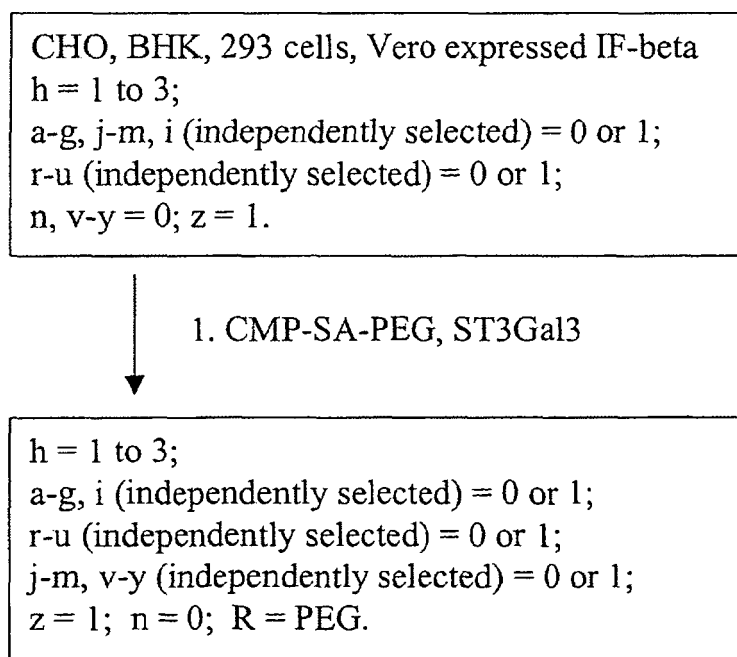 CHO, BHK, 293 cells, Vero expressed IF-beta
h = 1 to 3;
a-g, j-m, i (independently selected) = 0 or 1;
r-u (independently selected) = 0 or 1;
n, v-y = 0; z = 1.
1. CMP-SA-PEG, ST3Gal3
h = 1 to 3;
a-g, i (independently selected) = 0 or 1;
r-u (independently selected) = 0 or 1;
j-m, v-y (independently selected) = 0 or 1;
z = 1; n = 0; R = PEG.